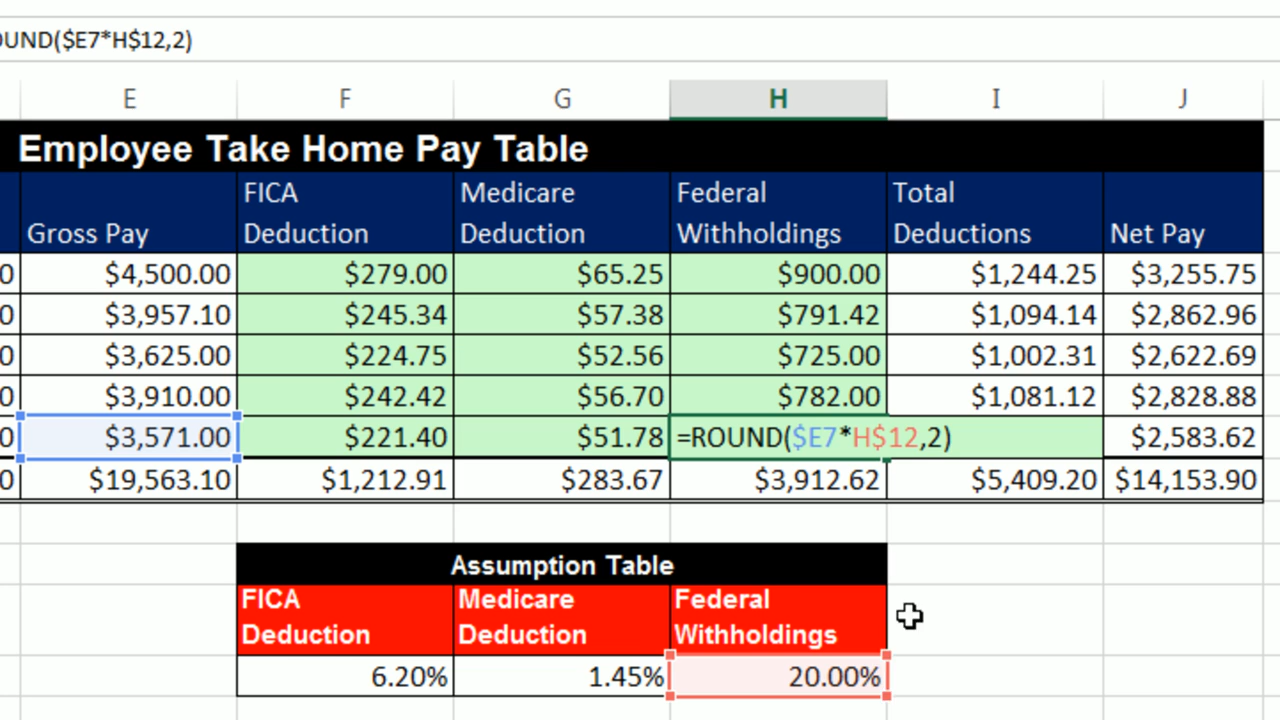 OUND($E7*H$12,2)
E F G H I J
Employee Take Home Pay Table
Gross Pay FICA Deduction Medicare Deduction Federal Withholdings Total Deductions Net Pay
0 $4,500.00 $279.00 $65.25 $900.00 $1,244.25 $3,255.75
0 $3,957.10 $245.34 $57.38 $791.42 $1,094.14 $2,862.96
0 $3,625.00 $224.75 $52.56 $725.00 $1,002.31 $2,622.69
0 $3,910.00 $242.42 $56.70 $782.00 $1,081.12 $2,828.88
0 $3,571.00 $221.40 $51.78 =ROUND($E7*H$12,2) $2,583.62
0 $19,563.10 $1,212.91 $283.67 $3,912.62 $5,409.20 $14,153.90
Assumption Table
FICA Deduction Medicare Deduction Federal Withholdings
6.20% 1.45% 20.00%